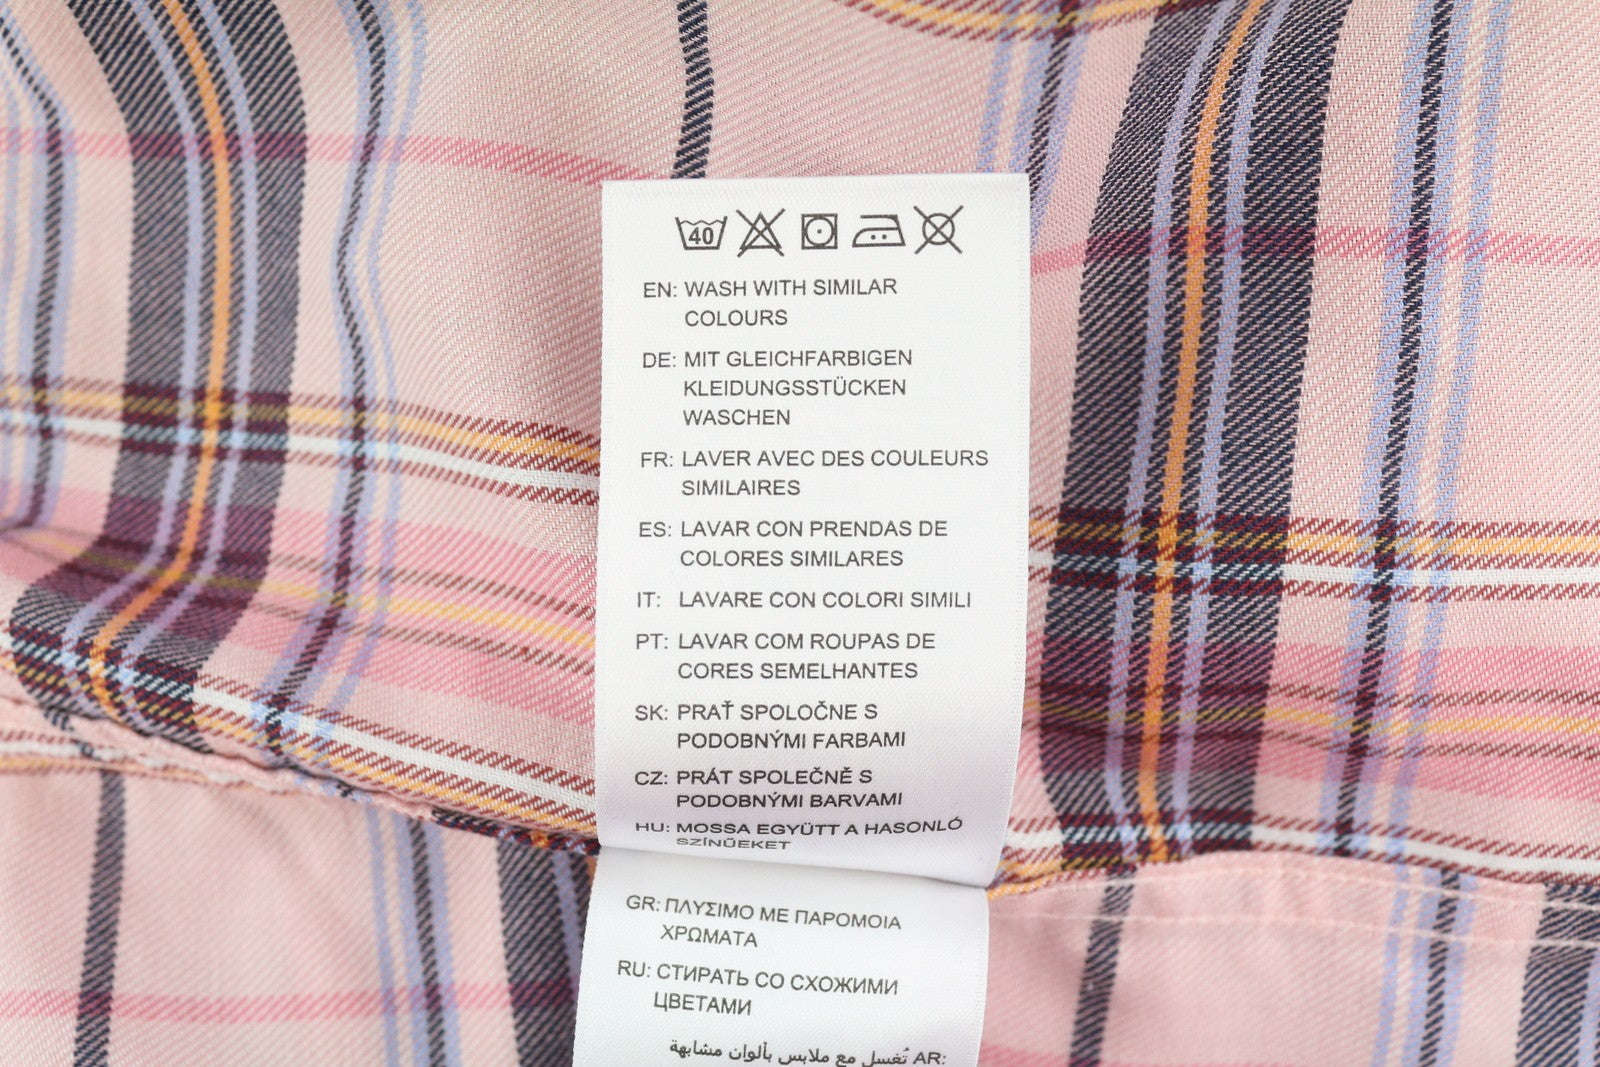 40
EN: WASH WITH SIMILAR
COLOURS
DE: MIT GLEICHFARBIGEN
KLEIDUNGSSTÜCKEN
WASCHEN
FR: LAVER AVEC DES COULEURS
SIMILAIRES
ES: LAVAR CON PRENDAS DE
COLORES SIMILARES
IT: LAVARE CON COLORI SIMILI
PT: LAVAR COM ROUPAS DE
CORES SEMELHANTES
SK: PRAŤ SPOLOČNE S
PODOBNÝMI FARBAMI
CZ: PRÁT SPOLEČNĚ S
PODOBNÝMI BARVAMI
HU: MOSSA EGYÜTT A HASONLÓ
SZÍNŰEKET
GR: ΠΛΥΣΙΜΟ ΜΕ ΠΑΡΟΜΟΙΑ
ΧΡΩΜΑΤΑ
RU: СТИРАТЬ СО СХОЖИМИ
ЦВЕТАМИ
AR: تُغسل مع ملابس بألوان مشابهة